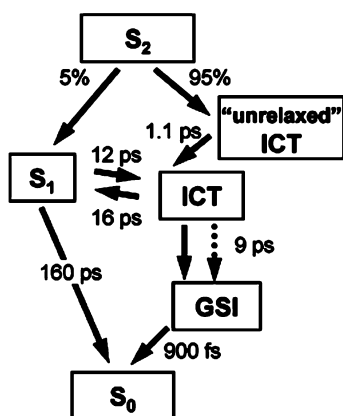 S₂
5%
95%
"unrelaxed"
ICT
1.1 ps
12 ps
S₁
ICT
16 ps
9 ps
160 ps
GSI
900 fs
S₀